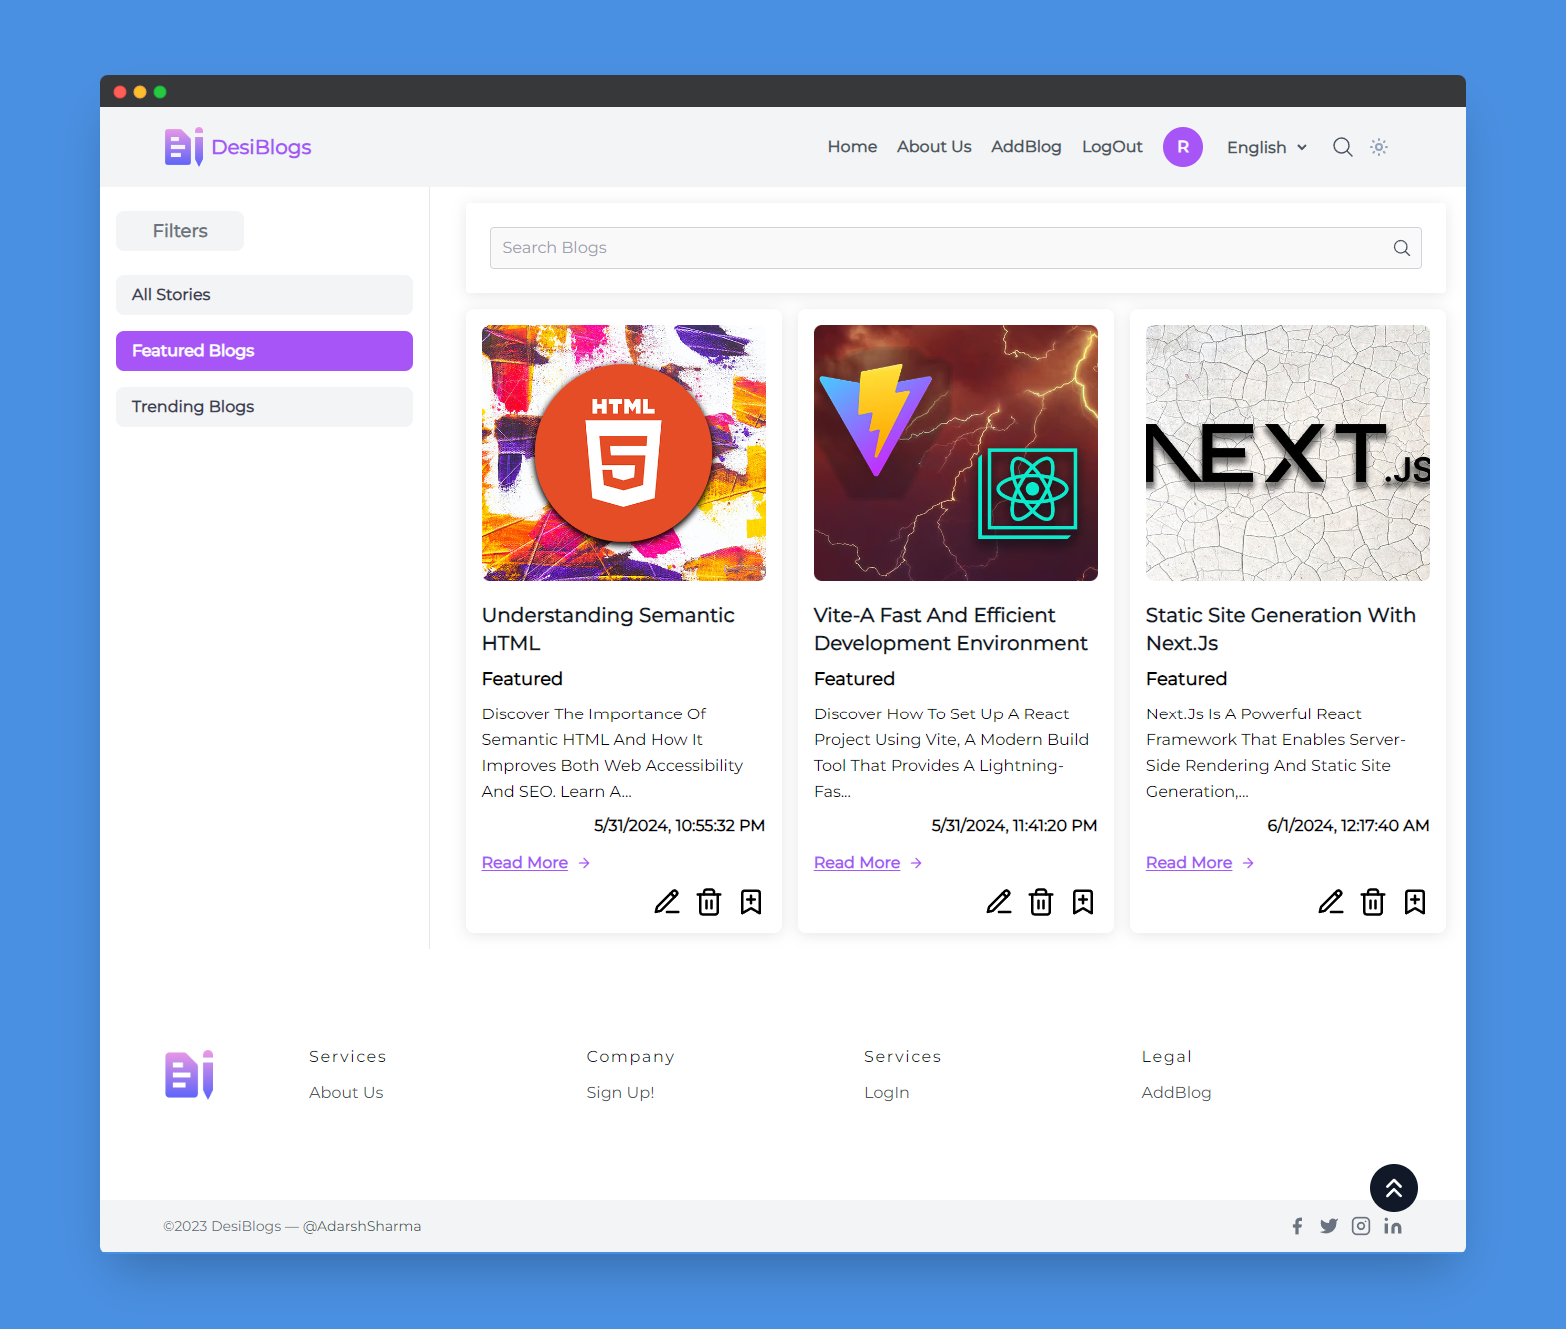 DesiBlogs
Home About Us AddBlog LogOut R English
Filters
All Stories
Featured Blogs
Trending Blogs
Search Blogs
HTML
5
Understanding Semantic
HTML
Featured
Discover The Importance Of
Semantic HTML And How It
Improves Both Web Accessibility
And SEO. Learn A...
5/31/2024, 10:55:32 PM
Read More
Vite-A Fast And Efficient
Development Environment
Featured
Discover How To Set Up A React
Project Using Vite, A Modern Build
Tool That Provides A Lightning-
Fas...
5/31/2024, 11:41:20 PM
Read More
NEXT.JS
Static Site Generation With
Next.Js
Featured
Next.Js Is A Powerful React
Framework That Enables Server-
Side Rendering And Static Site
Generation,...
6/1/2024, 12:17:40 AM
Read More
Services
About Us
Company
Sign Up!
Services
LogIn
Legal
AddBlog
©2023 DesiBlogs — @AdarshSharma